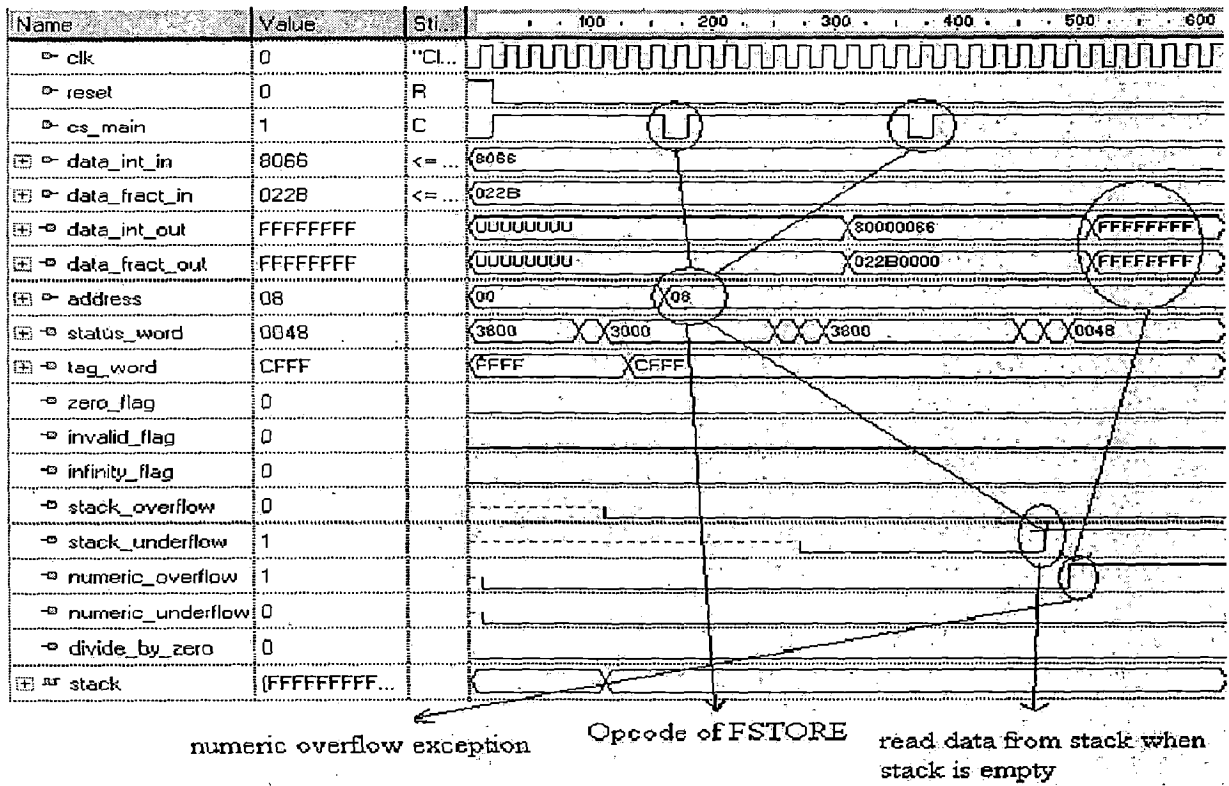 Name Value Sti... 100 200 300 400 500 600
clk 0 "Cl...
reset 0 R
cs_main 1 C
data_int_in 8066 <= ... 8066
data_fract_in 022B <= ... 022B
data_int_out FFFFFFFF UUUUUUUU 80000066 FFFFFFFF
data_fract_out FFFFFFFF UUUUUUUU 022B0000 FFFFFFFF
address 08 00 08
status_word 0048 3800 3000 3800 0048
tag_word CFFF FFFF CFFF
zero_flag 0
invalid_flag 0
infinity_flag 0
stack_overflow 0
stack_underflow 1
numeric_overflow 1
numeric_underflow 0
divide_by_zero 0
stack (FFFFFFFFF...
numeric overflow exception
Opcode of FSTORE
read data from stack when
stack is empty